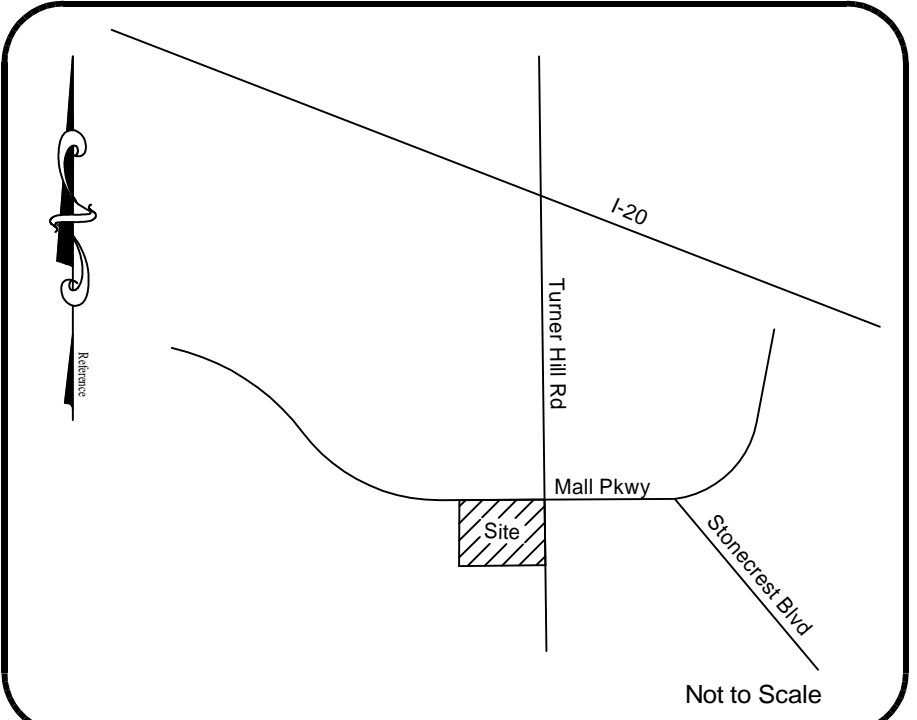 I-20
Turner Hill Rd
Reference
Mall Pkwy
Site
Stonecrest Blvd
Not to Scale